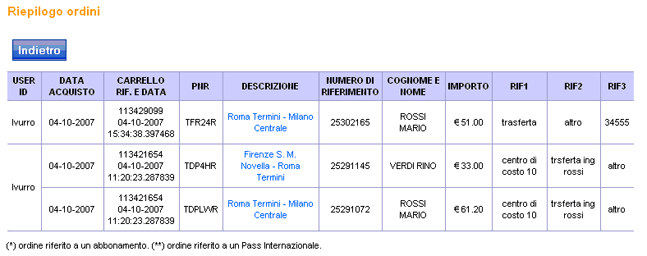 Riepilogo ordini
Indietro
USER ID DATA ACQUISTO CARRELLO RIF. E DATA PNR DESCRIZIONE NUMERO DI RIFERIMENTO COGNOME E NOME IMPORTO RIF1 RIF2 RIF3
lvurro 04-10-2007 113429099 04-10-2007 15:34:38.397468 TFR24R Roma Termini - Milano Centrale 25302165 ROSSI MARIO € 51.00 trasferta altro 34555
lvurro 04-10-2007 113421654 04-10-2007 11:20:23.287839 TDP4HR Firenze S. M. Novella - Roma Termini 25291145 VERDI RINO € 33.00 centro di costo 10 trsferta ing rossi altro
04-10-2007 113421654 04-10-2007 11:20:23.287839 TDPLWR Roma Termini - Milano Centrale 25291072 ROSSI MARIO € 61.20 centro di costo 10 trsferta ing rossi altro
(*) ordine riferito a un abbonamento. (**) ordine riferito a un Pass Internazionale.